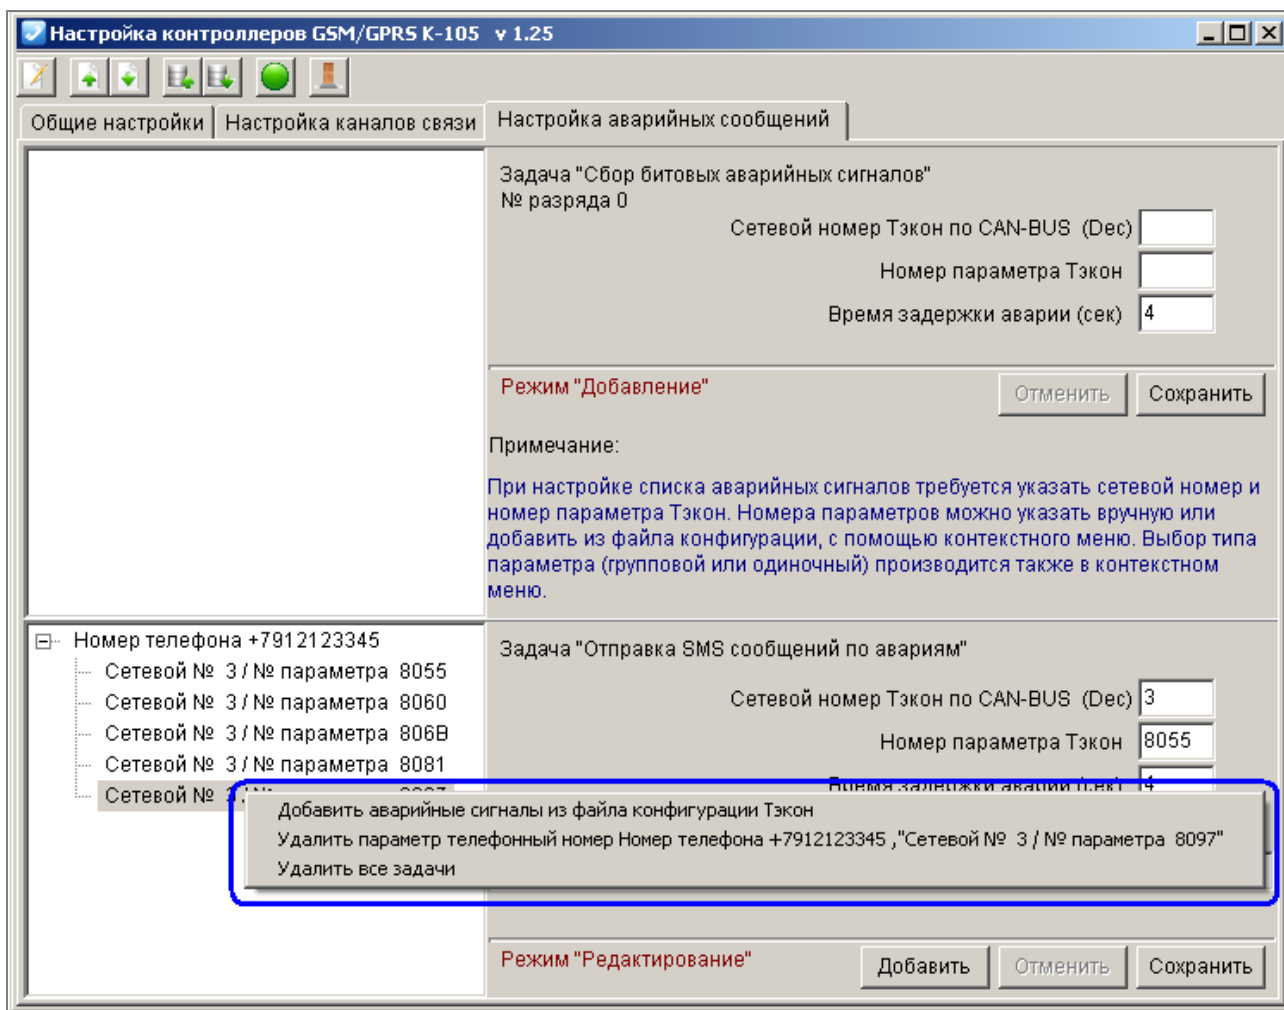 Настройка контроллеров GSM/GPRS K-105 v 1.25
Общие настройки
Настройка каналов связи
Настройка аварийных сообщений
Задача "Сбор битовых аварийных сигналов"
№ разряда 0
Сетевой номер Тэкон по CAN-BUS (Dec)
Номер параметра Тэкон
Время задержки аварии (сек) 4
Режим "Добавление"
Отменить
Сохранить
Примечание:
При настройке списка аварийных сигналов требуется указать сетевой номер и
номер параметра Тэкон. Номера параметров можно указать вручную или
добавить из файла конфигурации, с помощью контекстного меню. Выбор типа
параметра (групповой или одиночный) производится также в контекстном
меню.
Номер телефона +7912123345
Сетевой № 3 / № параметра 8055
Сетевой № 3 / № параметра 8060
Сетевой № 3 / № параметра 806B
Сетевой № 3 / № параметра 8081
Сетевой № 3 / №
Задача "Отправка SMS сообщений по авариям"
Сетевой номер Тэкон по CAN-BUS (Dec) 3
Номер параметра Тэкон 8055
Время задержки аварии (сек) 4
Добавить аварийные сигналы из файла конфигурации Тэкон
Удалить параметр телефонный номер Номер телефона +7912123345 ,"Сетевой № 3 / № параметра 8097"
Удалить все задачи
Режим "Редактирование"
Добавить
Отменить
Сохранить